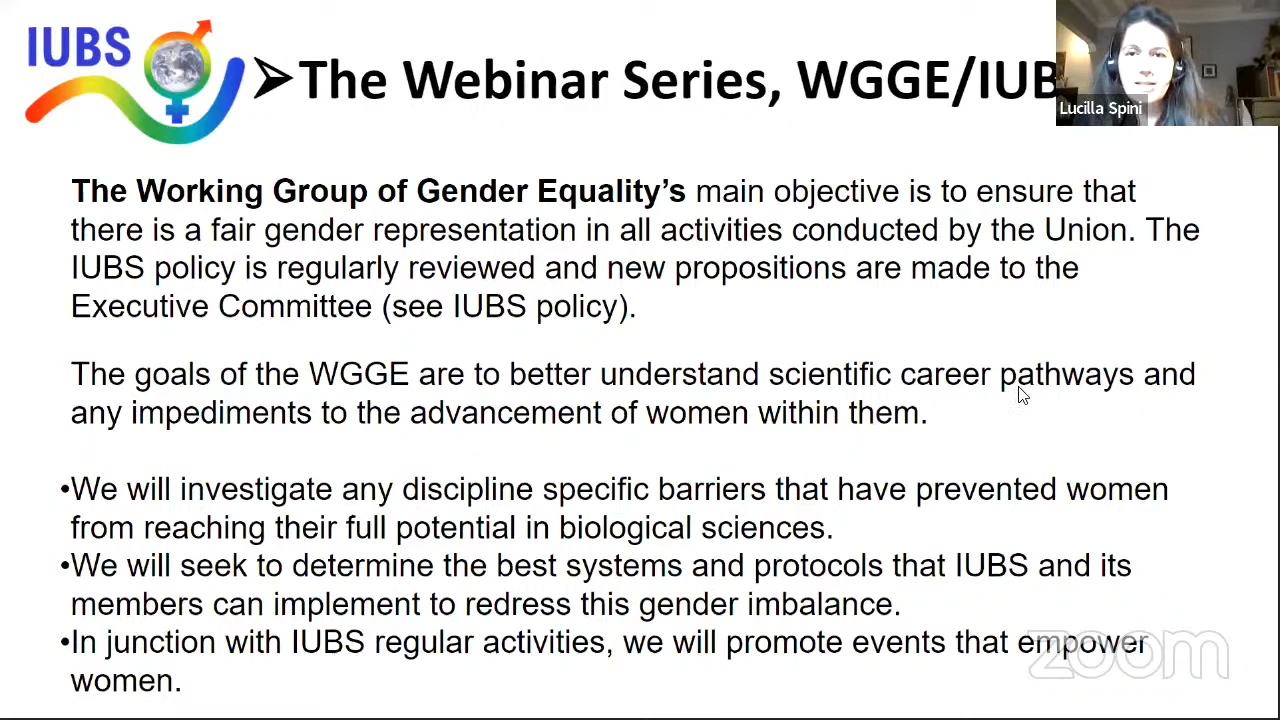 IUBS
➢The Webinar Series, WGGE/IUB
Lucilla Spini
The Working Group of Gender Equality’s main objective is to ensure that
there is a fair gender representation in all activities conducted by the Union. The
IUBS policy is regularly reviewed and new propositions are made to the
Executive Committee (see IUBS policy).
The goals of the WGGE are to better understand scientific career pathways and
any impediments to the advancement of women within them.
•We will investigate any discipline specific barriers that have prevented women
from reaching their full potential in biological sciences.
•We will seek to determine the best systems and protocols that IUBS and its
members can implement to redress this gender imbalance.
•In junction with IUBS regular activities, we will promote events that empower
women.
zoom